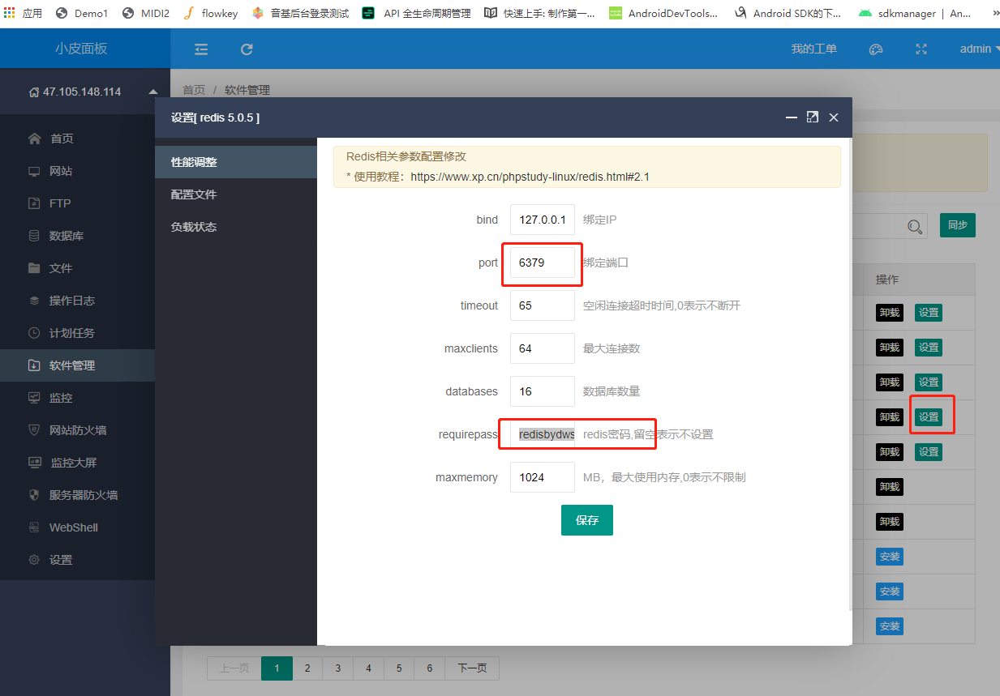 应用 Demo1 MIDI2 flowkey 音基后台登录测试 API 全生命周期管理 快速上手: 制作第一... AndroidDevTools... Android SDK的下... sdkmanager | An... »
小皮面板 我的工单 admin
47.105.148.114 首页 / 软件管理
设置[ redis 5.0.5 ]
首页
网站
FTP
数据库
文件
操作日志
计划任务
软件管理
监控
网站防火墙
监控大屏
服务器防火墙
WebShell
设置
性能调整
配置文件
负载状态
Redis相关参数配置修改
* 使用教程：https://www.xp.cn/phpstudy-linux/redis.html#2.1
bind 127.0.0.1 绑定IP
port 6379 绑定端口
timeout 65 空闲连接超时时间,0表示不断开
maxclients 64 最大连接数
databases 16 数据库数量
requirepass redisbydws redis密码,留空表示不设置
maxmemory 1024 MB，最大使用内存,0表示不限制
保存
同步
操作
卸载 设置
卸载 设置
卸载 设置
卸载 设置
卸载 设置
卸载
卸载
安装
安装
安装
上一页 1 2 3 4 5 6 下一页